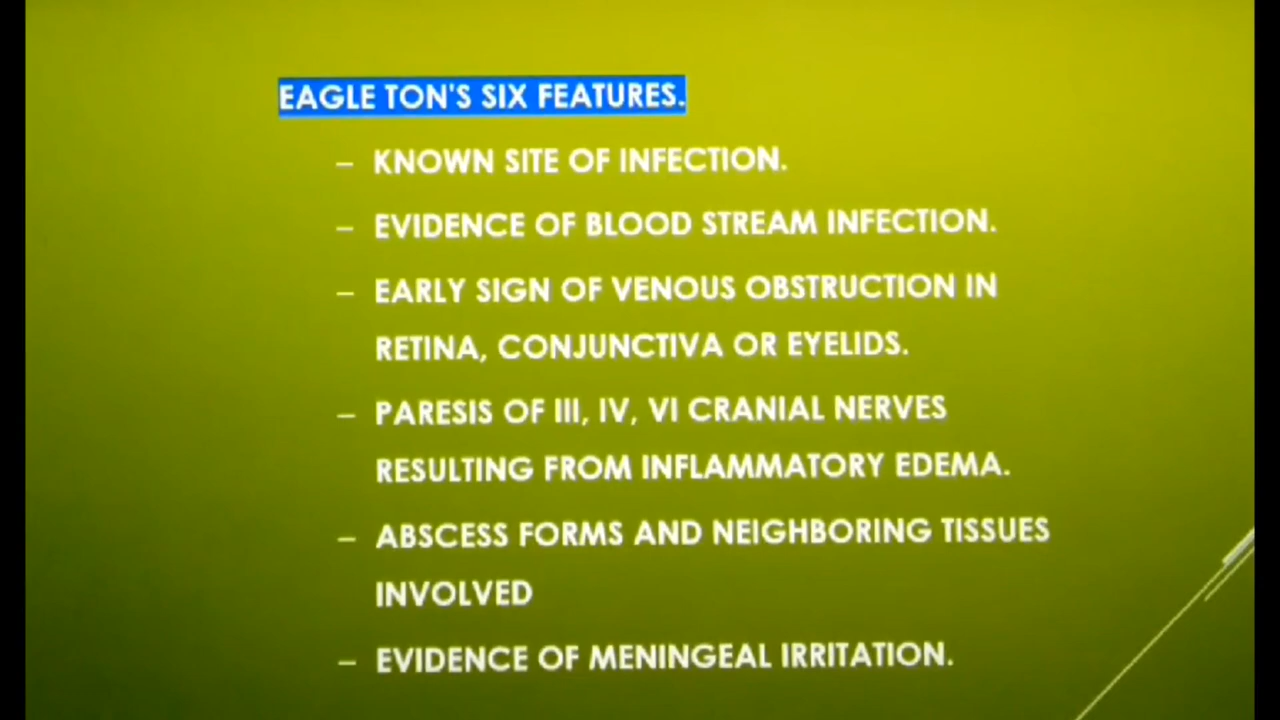 EAGLE TON'S SIX FEATURES.
– KNOWN SITE OF INFECTION.
– EVIDENCE OF BLOOD STREAM INFECTION.
– EARLY SIGN OF VENOUS OBSTRUCTION IN
RETINA, CONJUNCTIVA OR EYELIDS.
– PARESIS OF III, IV, VI CRANIAL NERVES
RESULTING FROM INFLAMMATORY EDEMA.
– ABSCESS FORMS AND NEIGHBORING TISSUES
INVOLVED
– EVIDENCE OF MENINGEAL IRRITATION.